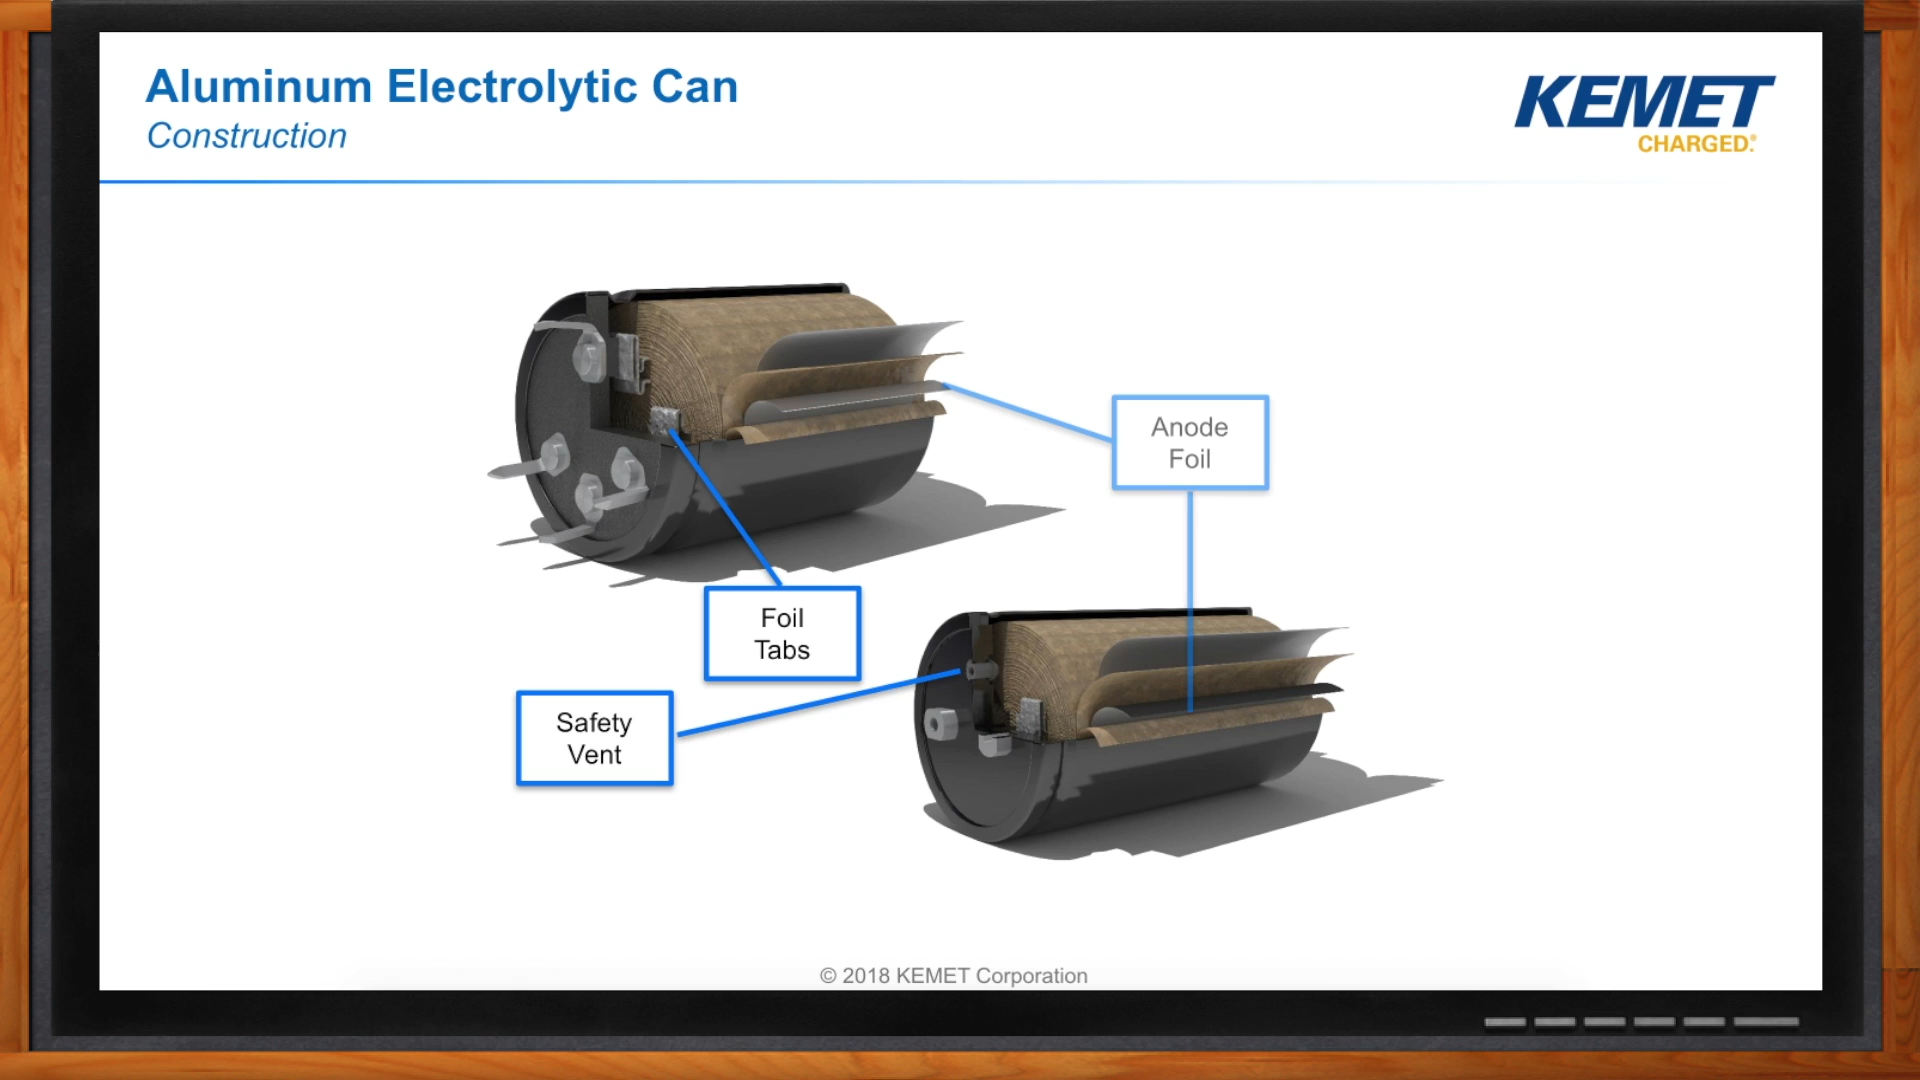 Aluminum Electrolytic Can
Construction
KEMET
CHARGED.®
Anode
Foil
Foil
Tabs
Safety
Vent
© 2018 KEMET Corporation